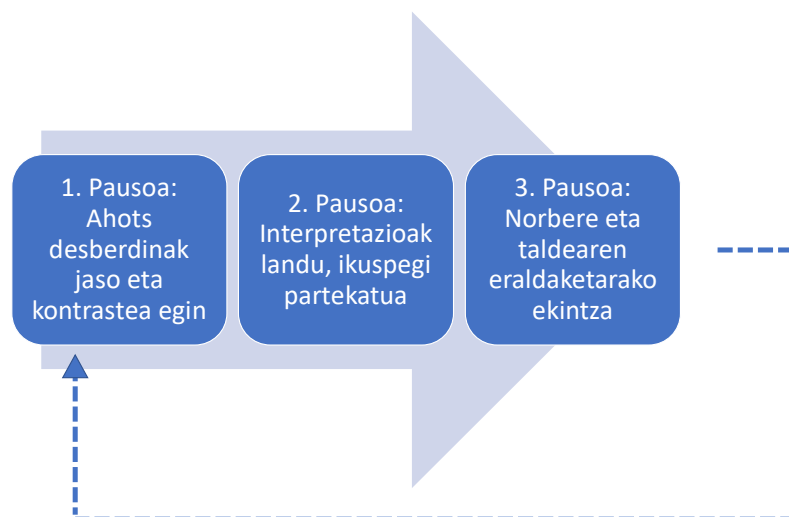 1. Pausoa:
Ahots
desberdinak
jaso eta
kontrastea egin
2. Pausoa:
Interpretazioak
landu, ikuspegi
partekatua
3. Pausoa:
Norbere eta
taldearen
eraldaketarako
ekintza